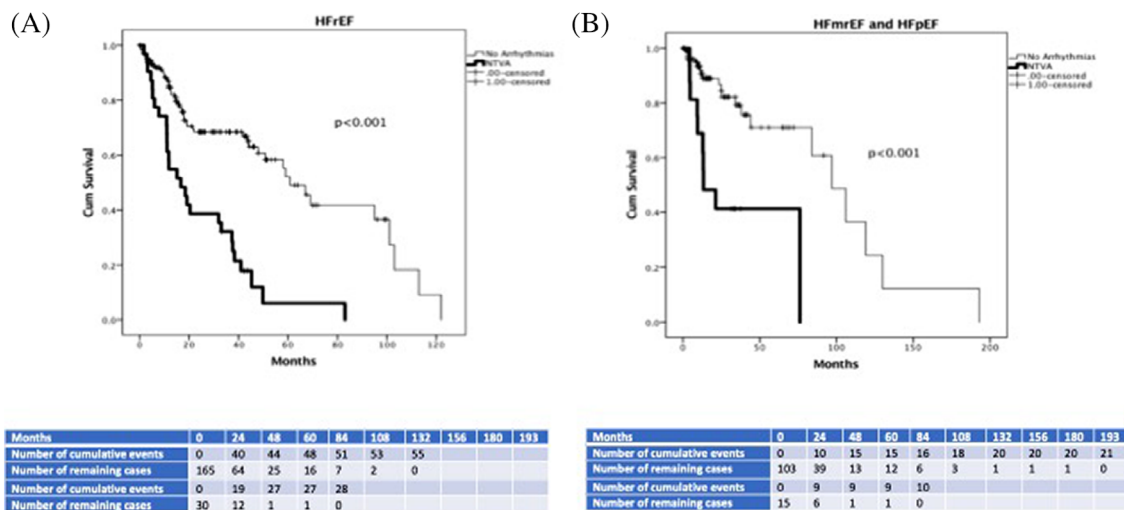 (A)
HFrEF
1.0
0.8
0.6
0.4
0.2
0.0
Cum Survival
0 20 40 60 80 100 120
Months
No Arrhythmias
NTVA
.00-censored
1.00-censored
p<0.001
Months 0 24 48 60 84 108 132 156 180 193
Number of cumulative events 0 40 44 48 51 53 55
Number of remaining cases 165 64 25 16 7 2 0
Number of cumulative events 0 19 27 27 28
Number of remaining cases 30 12 1 1 0
(B)
HFmrEF and HFpEF
1.0
0.8
0.6
0.4
0.2
0.0
Cum Survival
0 50 100 150 200
Months
No Arrhythmias
NTVA
.00-censored
1.00-censored
p<0.001
Months 0 24 48 60 84 108 132 156 180 193
Number of cumulative events 0 10 15 15 16 18 20 20 20 21
Number of remaining cases 103 39 13 12 6 3 1 1 1 0
Number of cumulative events 0 9 9 9 10
Number of remaining cases 15 6 1 1 0